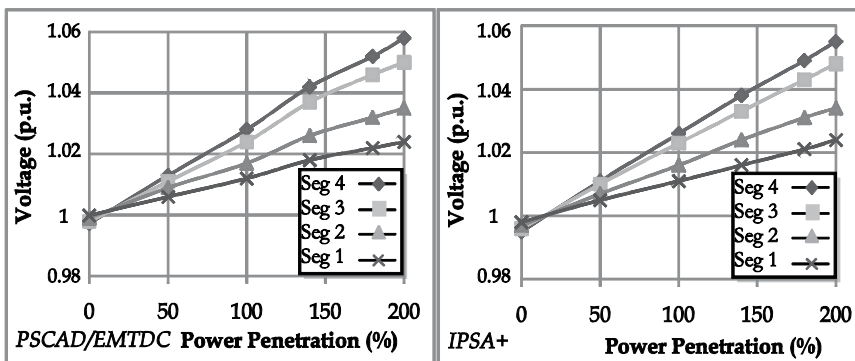 1.06
1.04
1.02
1
0.98
Voltage (p.u.)
Seg 4
Seg 3
Seg 2
Seg 1
0
50
100
150
200
PSCAD/EMTDC Power Penetration (%)
1.06
1.04
1.02
1
0.98
Voltage (p.u.)
Seg 4
Seg 3
Seg 2
Seg 1
0
50
100
150
200
IPSA+ Power Penetration (%)